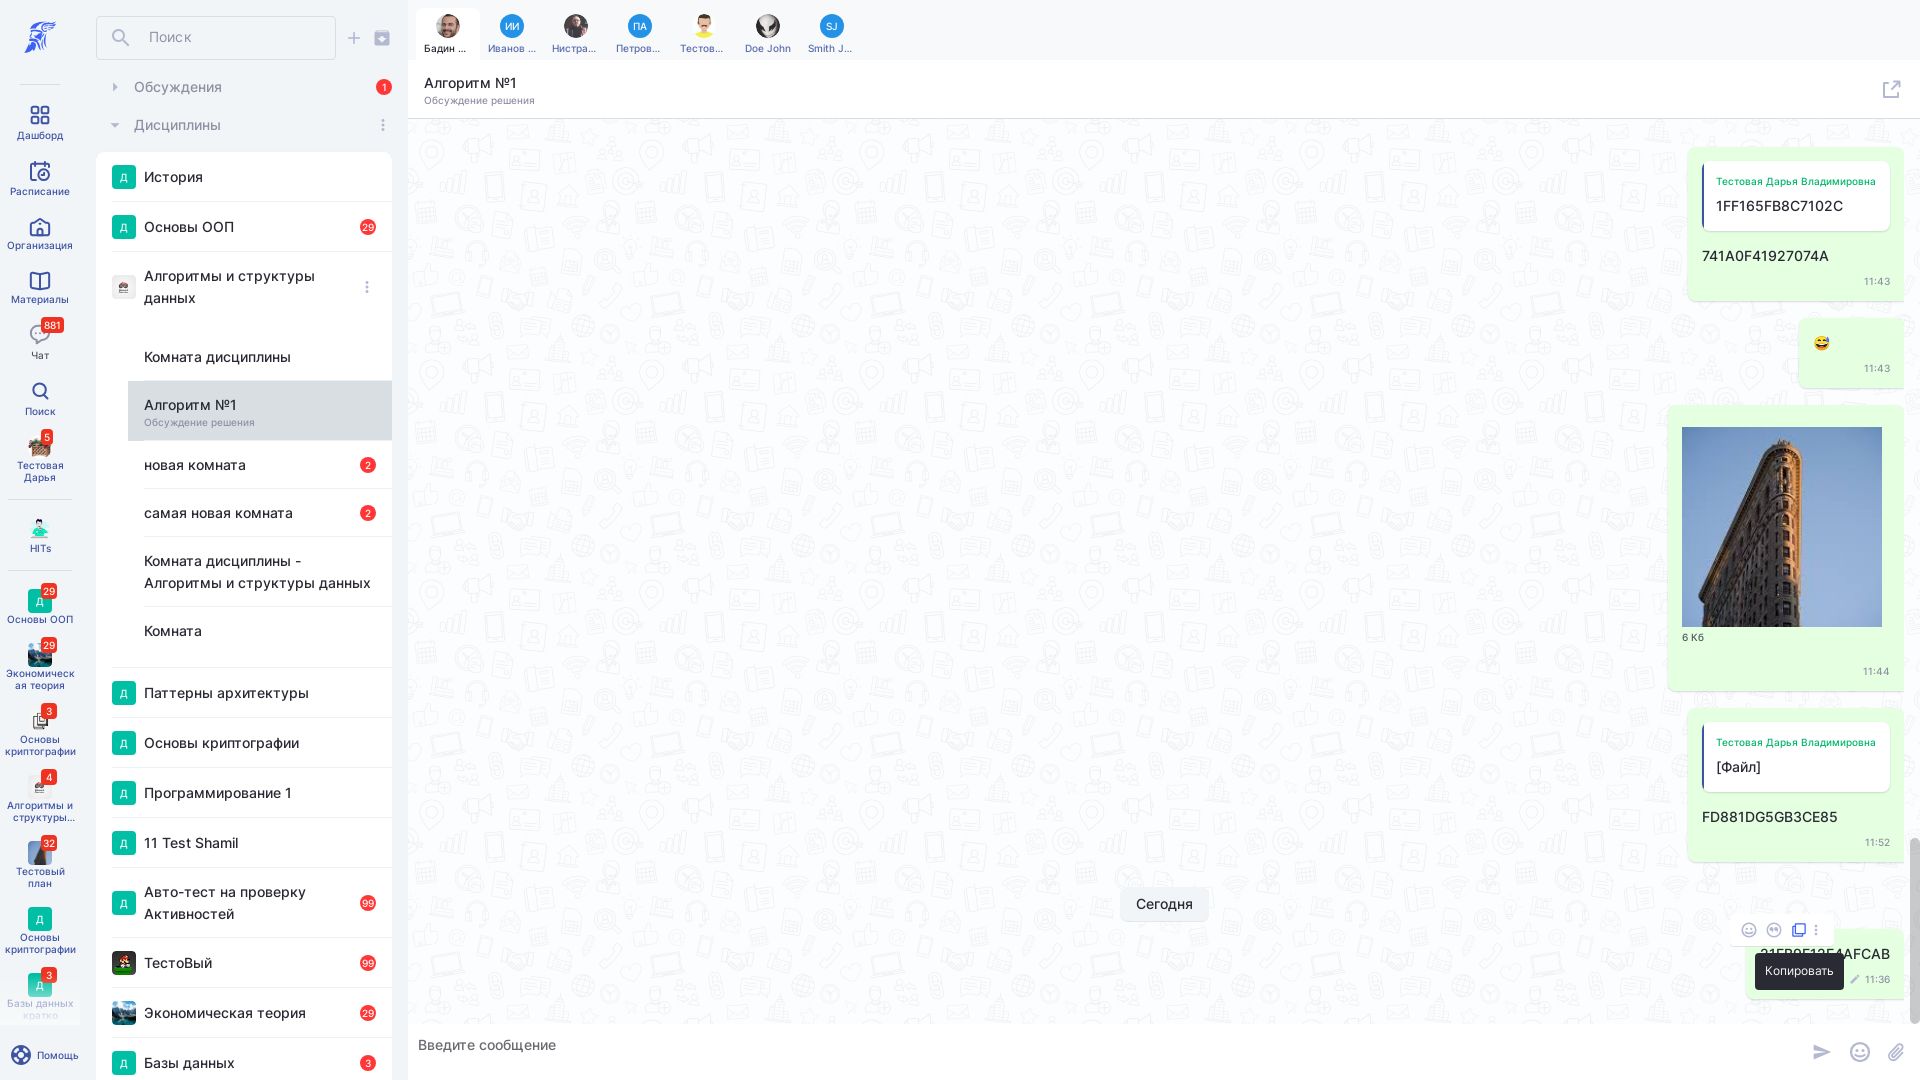 Дашборд
Расписание
Организация
Материалы
881
Чат
Поиск
5
Тестовая
Дарья
HITs
29
Д
Основы ООП
29
Экономическ
ая теория
3
Основы
криптографии
4
Алгоритмы и
структуры...
32
Тестовый
план
Д
Основы
криптографии
3
Д
Базы данных
кратко
Помощь
Поиск
Обсуждения
1
Дисциплины
Д История
Д Основы ООП 29
Алгоритмы и структуры
данных
Комната дисциплины
Алгоритм №1
Обсуждение решения
новая комната 2
самая новая комната 2
Комната дисциплины -
Алгоритмы и структуры данных
Комната
Д Паттерны архитектуры
Д Основы криптографии
Д Программирование 1
Д 11 Test Shamil
Д Авто-тест на проверку
Активностей 99
ТестоВый 99
Экономическая теория 29
Д Базы данных 3
Бадин ...
ИИ
Иванов ...
Нистра...
ПА
Петров...
Тестов...
Doe John
SJ
Smith J...
Алгоритм №1
Обсуждение решения
Тестовая Дарья Владимировна
1FF165FB8C7102C
741A0F41927074A
11:43
11:43
6 Кб
11:44
Тестовая Дарья Владимировна
[Файл]
FD881DG5GB3CE85
11:52
Сегодня
Копировать
11:36
Введите сообщение